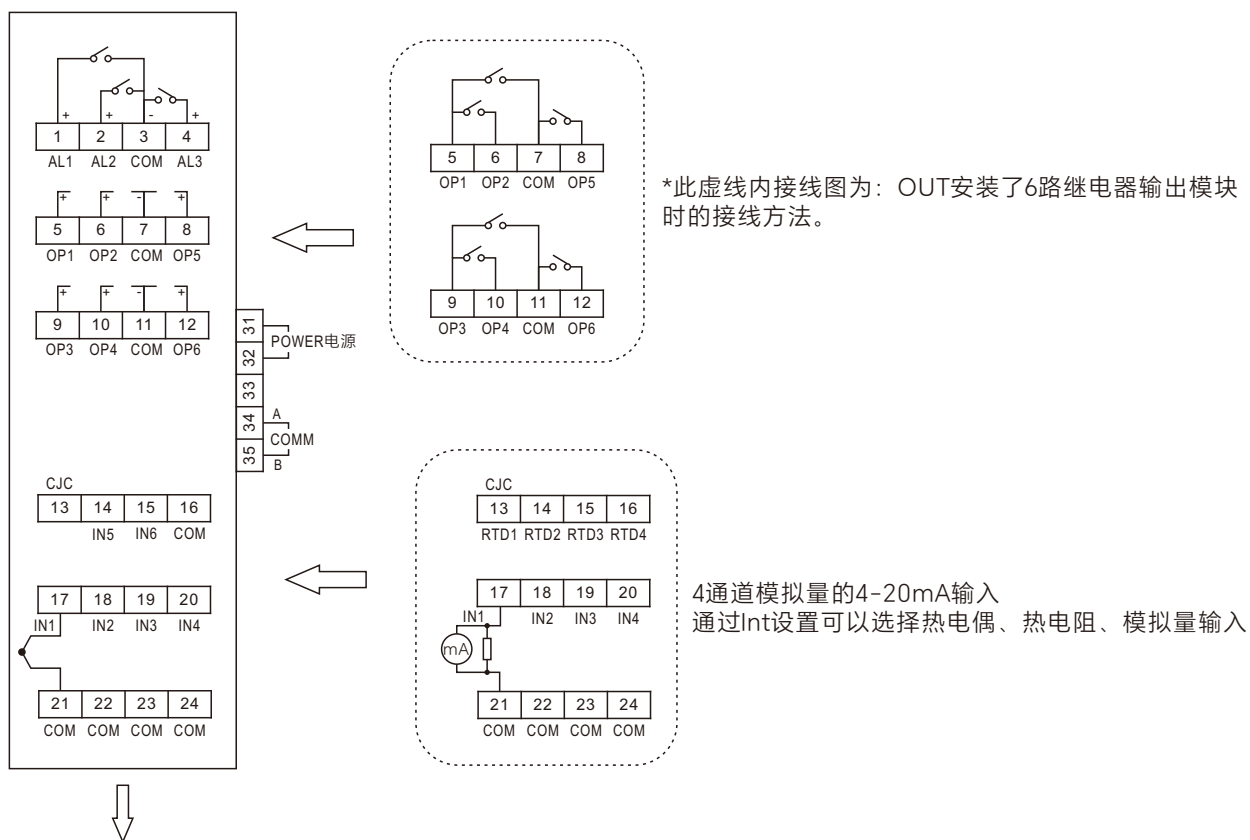 + + - +
1 2 3 4
AL1 AL2 COM AL3
+ + - +
5 6 7 8
OP1 OP2 COM OP5
+ + - +
9 10 11 12
OP3 OP4 COM OP6
31
32
33
34
35
POWER电源
A
COMM
B
CJC
13 14 15 16
IN5 IN6 COM
17 18 19 20
IN1 IN2 IN3 IN4
21 22 23 24
COM COM COM COM
5 6 7 8
OP1 OP2 COM OP5
9 10 11 12
OP3 OP4 COM OP6
*此虚线内接线图为：OUT安装了6路继电器输出模块
时的接线方法。
CJC
13 14 15 16
RTD1 RTD2 RTD3 RTD4
17 18 19 20
IN1 IN2 IN3 IN4
mA
21 22 23 24
COM COM COM COM
4通道模拟量的4-20mA输入
通过Int设置可以选择热电偶、热电阻、模拟量输入